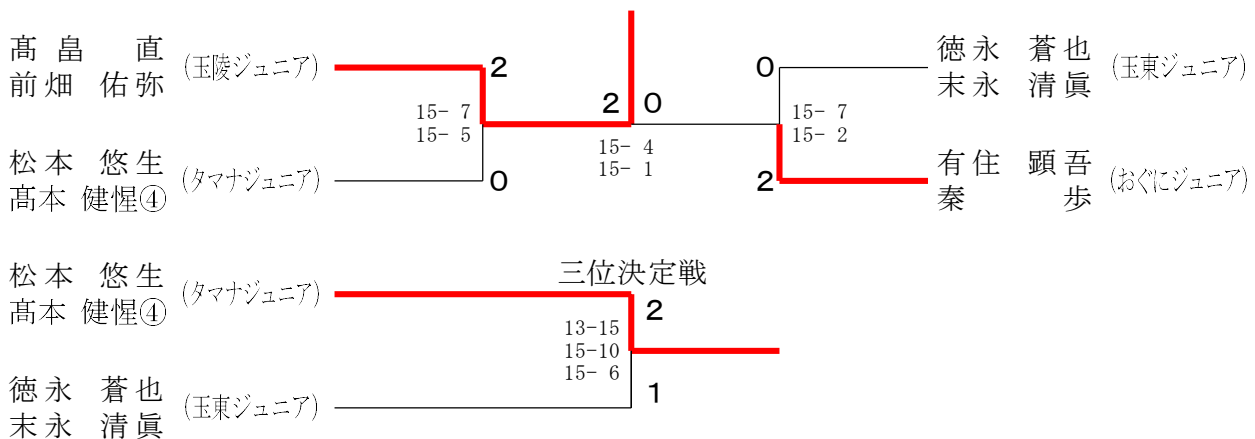 髙畠 直
前畑 佑弥
(玉陵ジュニア)
2
15- 7
15- 5
松本 悠生
髙本 健惺④
(タマナジュニア)
0
2 0
15- 4
15- 1
0
15- 7
15- 2
2
徳永 蒼也
末永 清眞
(玉東ジュニア)
有住 顕吾
秦 歩
(おぐにジュニア)
三位決定戦
松本 悠生
髙本 健惺④
(タマナジュニア)
2
13-15
15-10
15- 6
徳永 蒼也
末永 清眞
(玉東ジュニア)
1